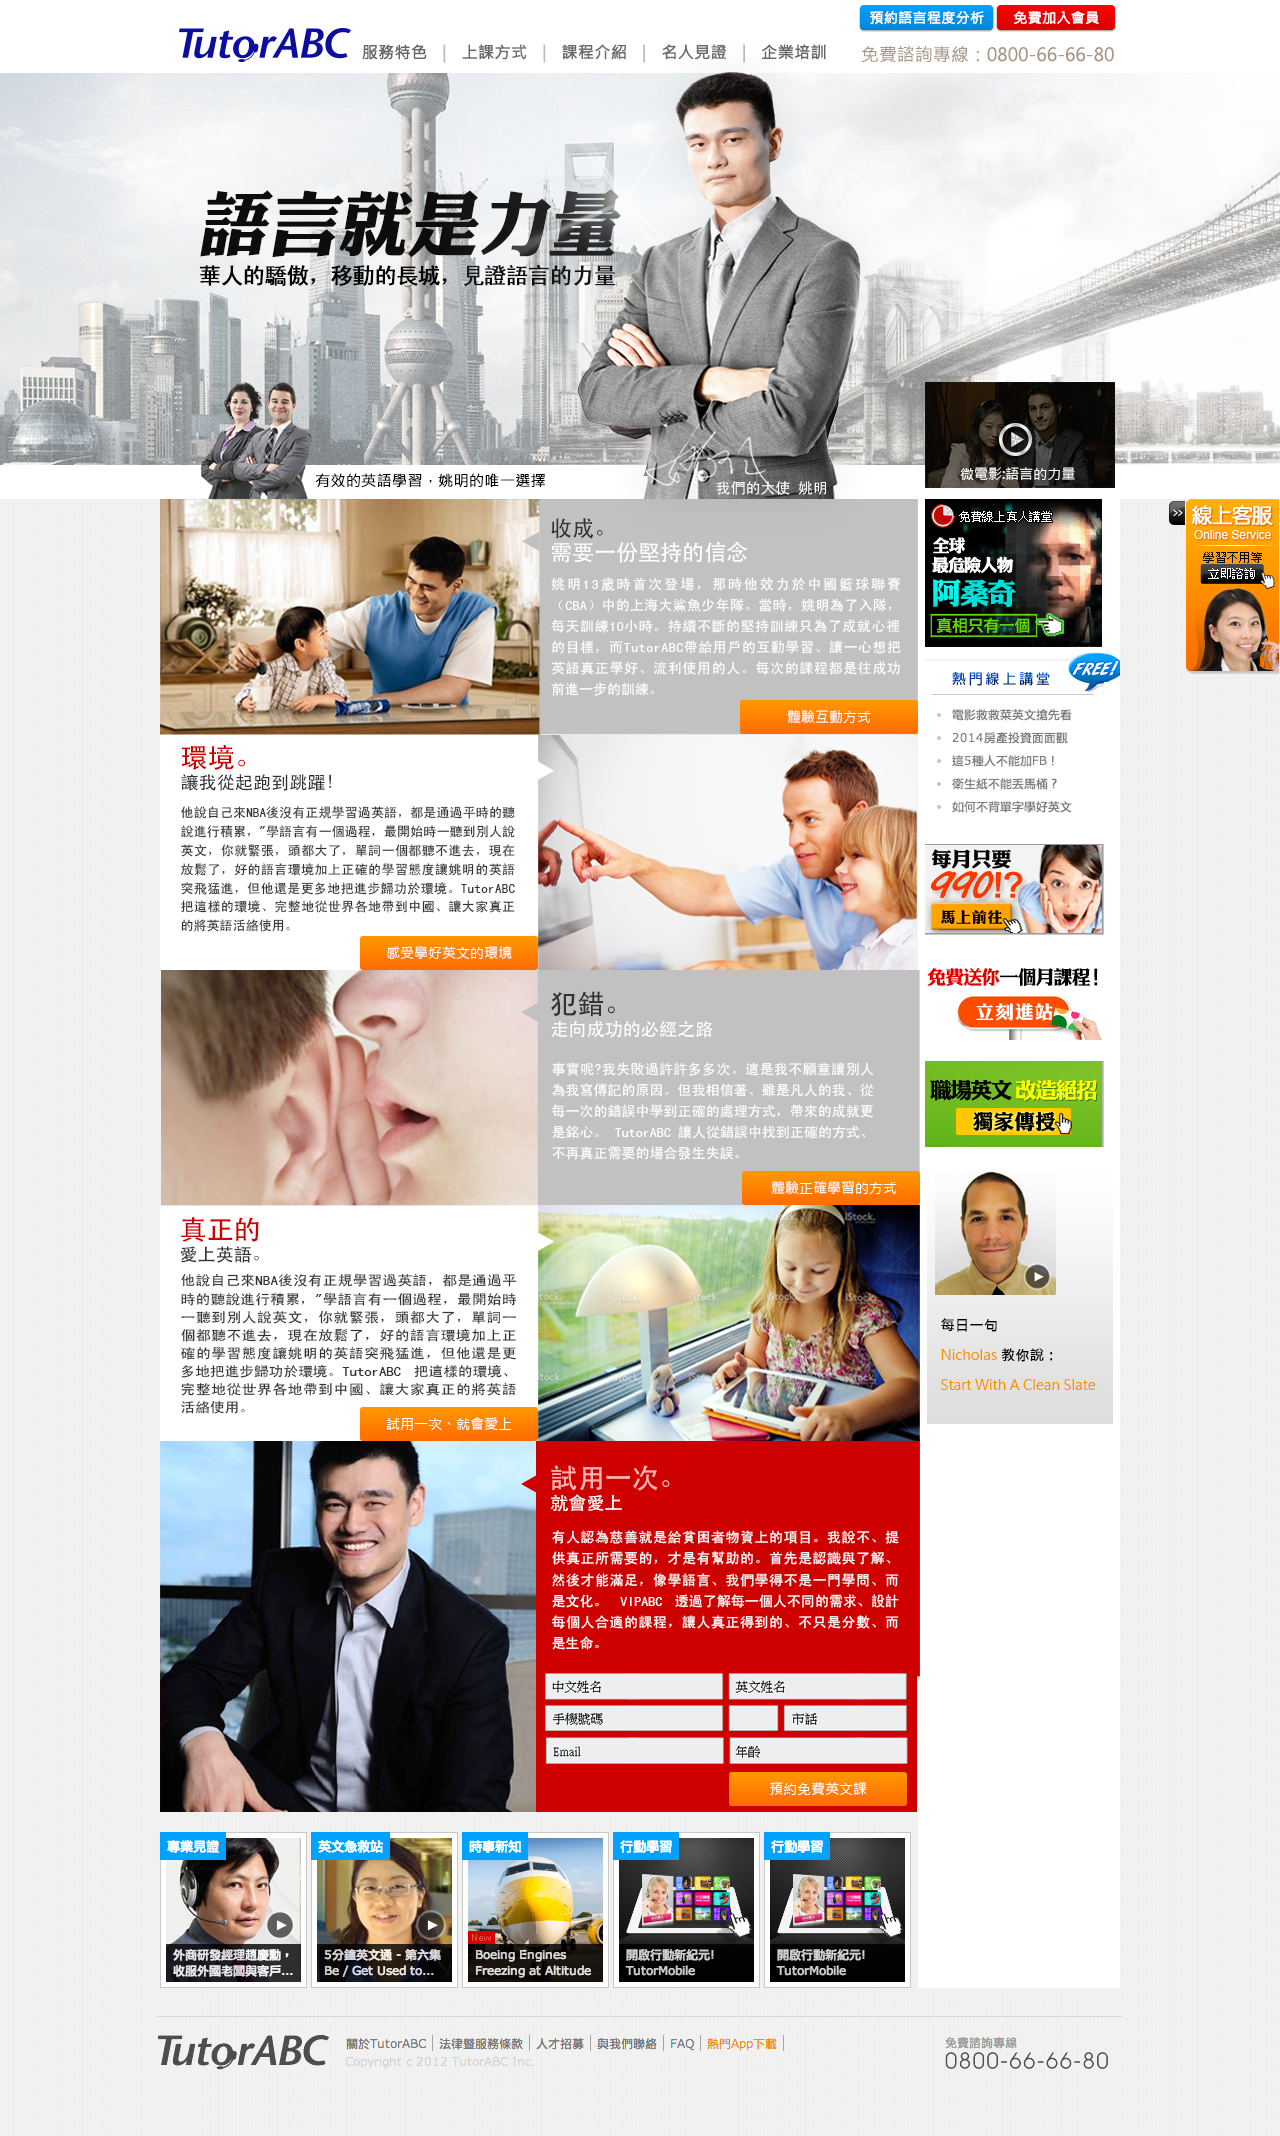 預約語言程度分析
免費加入會員
TutorABC
服務特色 | 上課方式 | 課程介紹 | 名人見證 | 企業培訓
免費諮詢專線：0800-66-66-80
語言就是力量
華人的驕傲，移動的長城，見證語言的力量
有效的英語學習．姚明的唯一選擇
我們的大使 姚明
微電影:語言的力量
收成。
需要一份堅持的信念
姚明13歲時首次登場，那時他效力於中國籃球聯賽
（CBA）中的上海大鯊魚少年隊。當時，姚明為了入隊，
每天訓練10小時。持續不斷的堅持訓練只為了成就心裡
的目標，而TutorABC帶給用戶的互動學習、讓一心想把
英語真正學好、流利使用的人。每次的課程都是往成功
前進一步的訓練。
體驗互動方式
免費線上真人講堂
全球
最危險人物
阿桑奇
真相只有一個
線上客服
Online Service
學習不用等
立即諮詢
熱門線上講堂
FREE!
電影救救菜英文搶先看
2014房產投資面面觀
這5種人不能加FB！
衛生紙不能丟馬桶？
如何不背單字學好英文
環境。
讓我從起跑到跳躍!
他說自己來NBA後沒有正規學習過英語，都是通過平時的聽
說進行積累，"學語言有一個過程，最開始時一聽到別人說
英文，你就緊張，頭都大了，單詞一個都聽不進去，現在
放鬆了，好的語言環境加上正確的學習態度讓姚明的英語
突飛猛進，但他還是更多地把進步歸功於環境。TutorABC
把這樣的環境、完整地從世界各地帶到中國、讓大家真正
的將英語活絡使用。
感受學好英文的環境
每月只要
990!?
馬上前往
免費送你一個月課程!
立刻進站
犯錯。
走向成功的必經之路
事實呢?我失敗過許許多多次。這是我不願意讓別人
為我寫傳記的原因。但我相信著、雖是凡人的我、從
每一次的錯誤中學到正確的處理方式，帶來的成就更
是銘心。 TutorABC 讓人從錯誤中找到正確的方式、
不再真正需要的場合發生失誤。
體驗正確學習的方式
職場英文 改造絕招
獨家傳授
真正的
愛上英語。
他說自己來NBA後沒有正規學習過英語，都是通過平
時的聽說進行積累，"學語言有一個過程，最開始時
一聽到別人說英文，你就緊張，頭都大了，單詞一
個都聽不進去，現在放鬆了，好的語言環境加上正
確的學習態度讓姚明的英語突飛猛進，但他還是更
多地把進步歸功於環境。TutorABC 把這樣的環境、
完整地從世界各地帶到中國、讓大家真正的將英語
活絡使用。
試用一次、就會愛上
每日一句
Nicholas 教你說：
Start With A Clean Slate
試用一次。
就會愛上
有人認為慈善就是給貧困者物資上的項目。我說不、提
供真正所需要的，才是有幫助的。首先是認識與了解、
然後才能滿足，像學語言、我們學得不是一門學問、而
是文化。 VIPABC 透過了解每一個人不同的需求、設計
每個人合適的課程，讓人真正得到的、不只是分數、而
是生命。
中文姓名
英文姓名
手機號碼
市話
Email
年齡
預約免費英文課
專業見證
外商研發經理趙慶勳，
收服外國老闆與客戶...
英文急救站
5分鐘英文通 - 第六集
Be / Get Used to...
時事新知
New
Boeing Engines
Freezing at Altitude
行動學習
開啟行動新紀元!
TutorMobile
行動學習
開啟行動新紀元!
TutorMobile
TutorABC
關於TutorABC | 法律暨服務條款 | 人才招募 | 與我們聯絡 | FAQ | 熱門App下載 |
Copyright c 2012 TutorABC Inc.
免費諮詢專線
0800-66-66-80